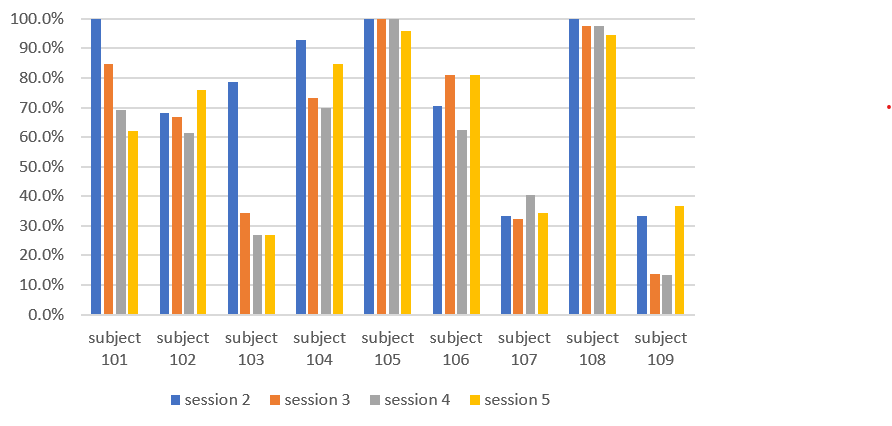 100.0%
90.0%
80.0%
70.0%
60.0%
50.0%
40.0%
30.0%
20.0%
10.0%
0.0%
subject 101
subject 102
subject 103
subject 104
subject 105
subject 106
subject 107
subject 108
subject 109
session 2 session 3 session 4 session 5